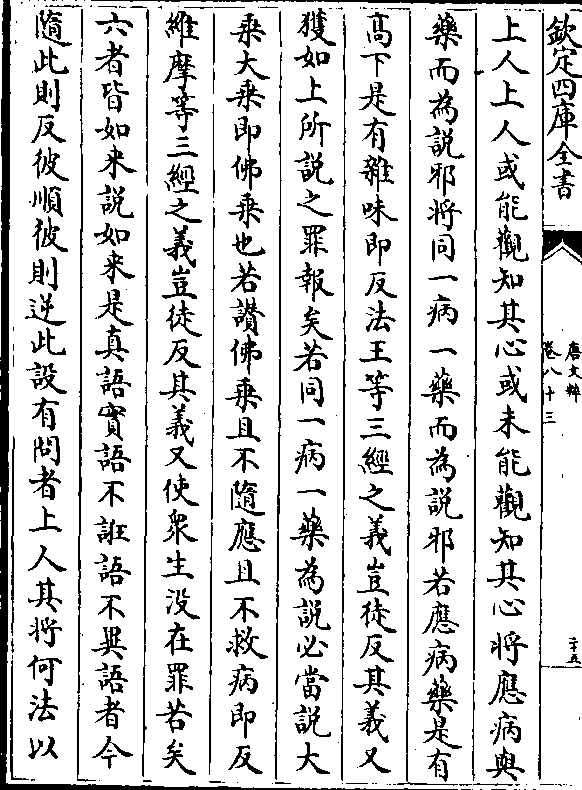 欽定四庫全書
唐文粹
卷八十三
二十五
上人上人或能觀知其心或未能觀知其心將應病與
藥而為說邪將同一病一藥而為說邪若應病藥是有
高下是有雜味即反法王等三經之義豈徒反其義又
獲如上所說之罪報矣若同一病一藥為說必當說大
乗大乗即佛乗也若讚佛乗且不隨應且不救病即反
維摩等三經之義豈徒反其義又使衆生没在罪若矣
六者皆如来說如来是真語實語不誑語不異語者今
隨此則反彼順彼則逆此設有問者上人其將何法以